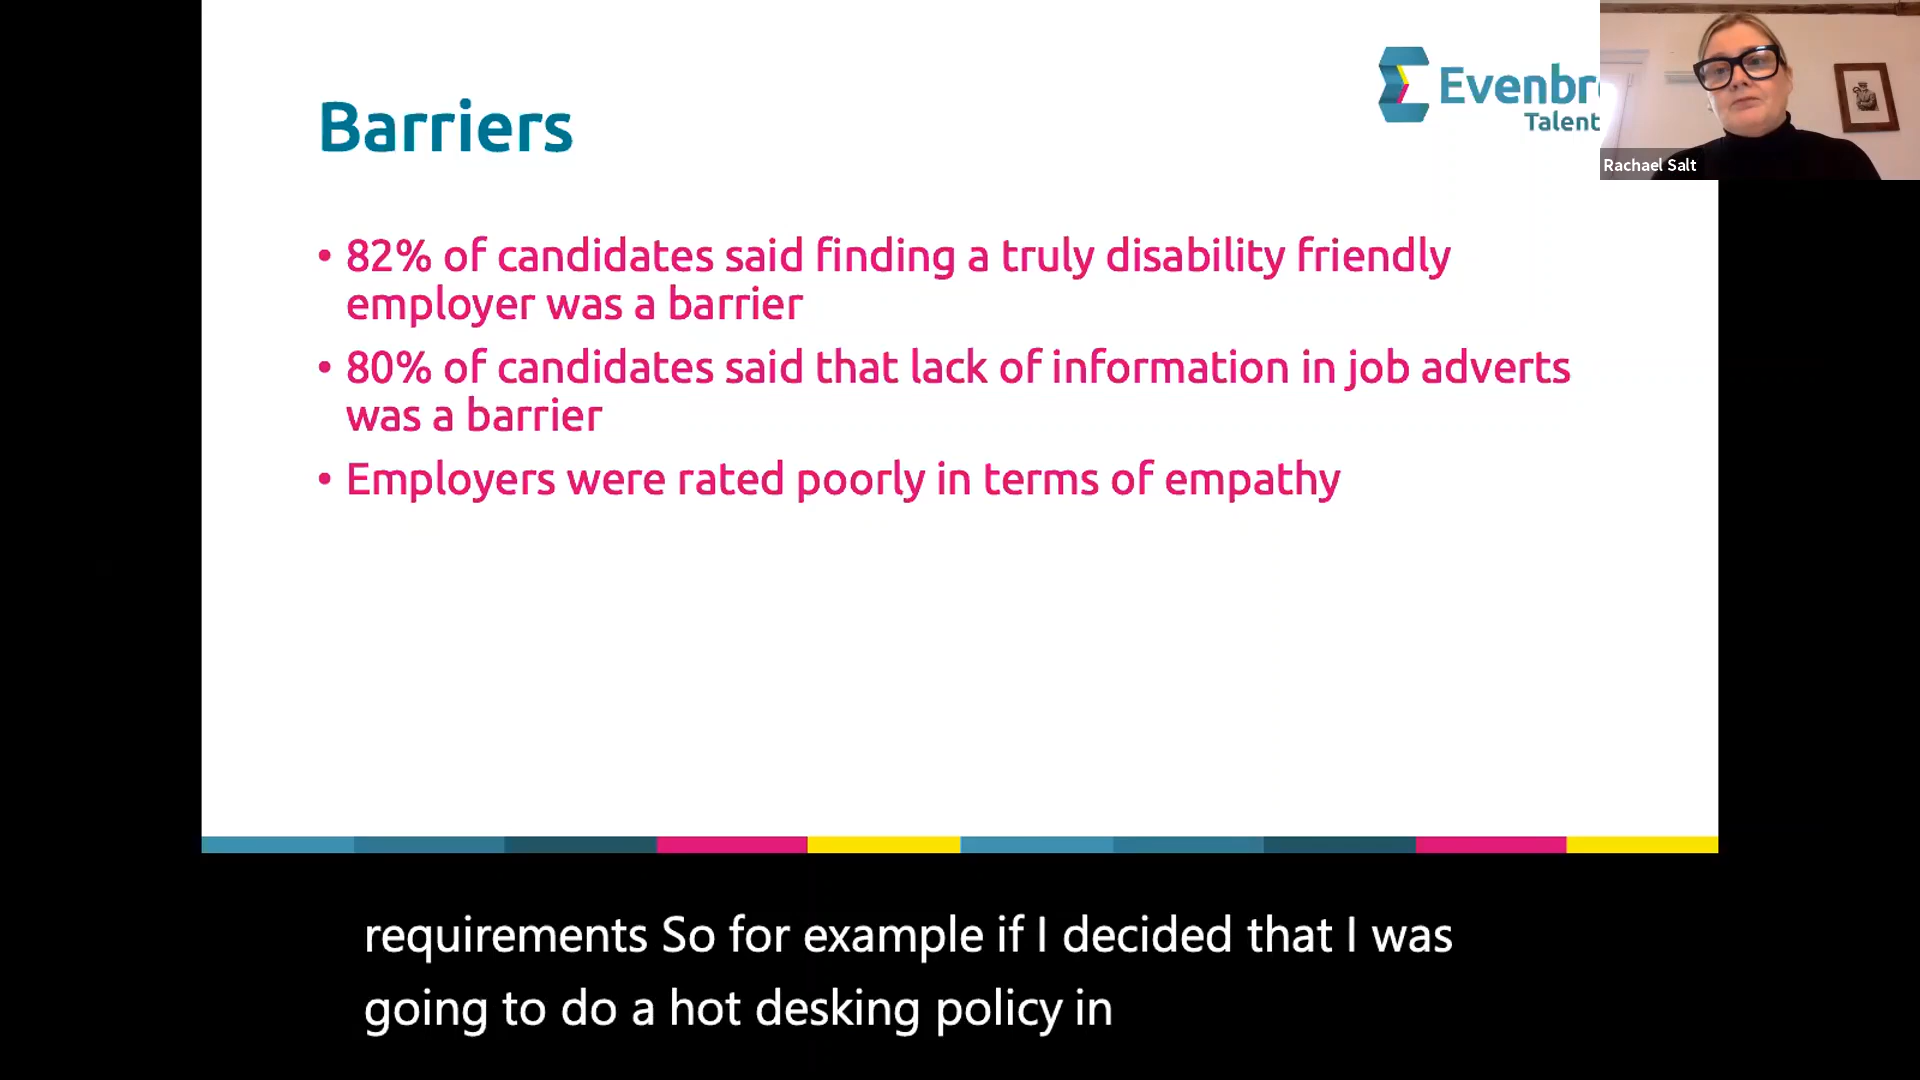 Barriers
Evenbr
Talent
Rachael Salt
• 82% of candidates said finding a truly disability friendly
employer was a barrier
• 80% of candidates said that lack of information in job adverts
was a barrier
• Employers were rated poorly in terms of empathy
requirements So for example if I decided that I was
going to do a hot desking policy in